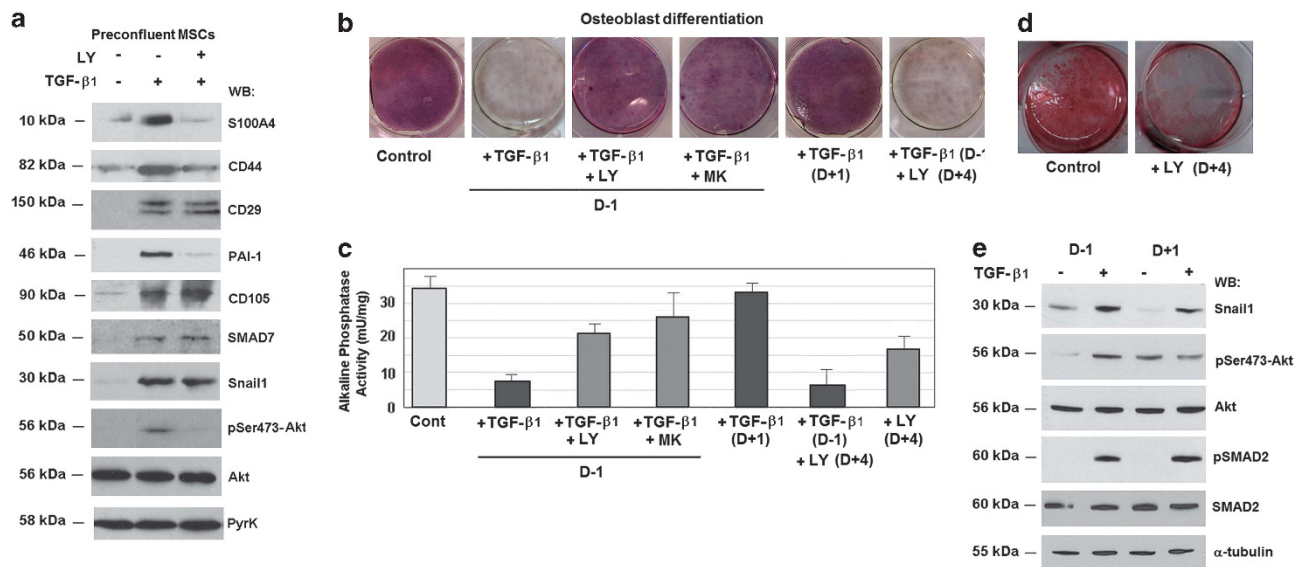 a
Preconfluent MSCs
LY - - +
TGF-β1 - + +
WB:
10 kDa — S100A4
82 kDa — CD44
150 kDa — CD29
46 kDa — PAI-1
90 kDa — CD105
50 kDa — SMAD7
30 kDa — Snail1
56 kDa — pSer473-Akt
56 kDa — Akt
58 kDa — PyrK
b
Osteoblast differentiation
Control
+TGF-β1
+TGF-β1
+ LY
+TGF-β1
+ MK
D-1
+TGF-β1
(D+1)
+TGF-β1 (D-1
+ LY (D+4)
c
Alkaline Phosphatase
Activity (mU/mg)
30
20
10
0
Cont
+TGF-β1
+TGF-β1
+ LY
+TGF-β1
+ MK
D-1
+TGF-β1
(D+1)
+TGF-β1
(D-1)
+ LY (D+4)
+ LY
(D+4)
d
Control
+ LY (D+4)
e
D-1 D+1
TGF-β1 - + - +
WB:
30 kDa — Snail1
56 kDa — pSer473-Akt
56 kDa — Akt
60 kDa — pSMAD2
60 kDa — SMAD2
55 kDa — α-tubulin